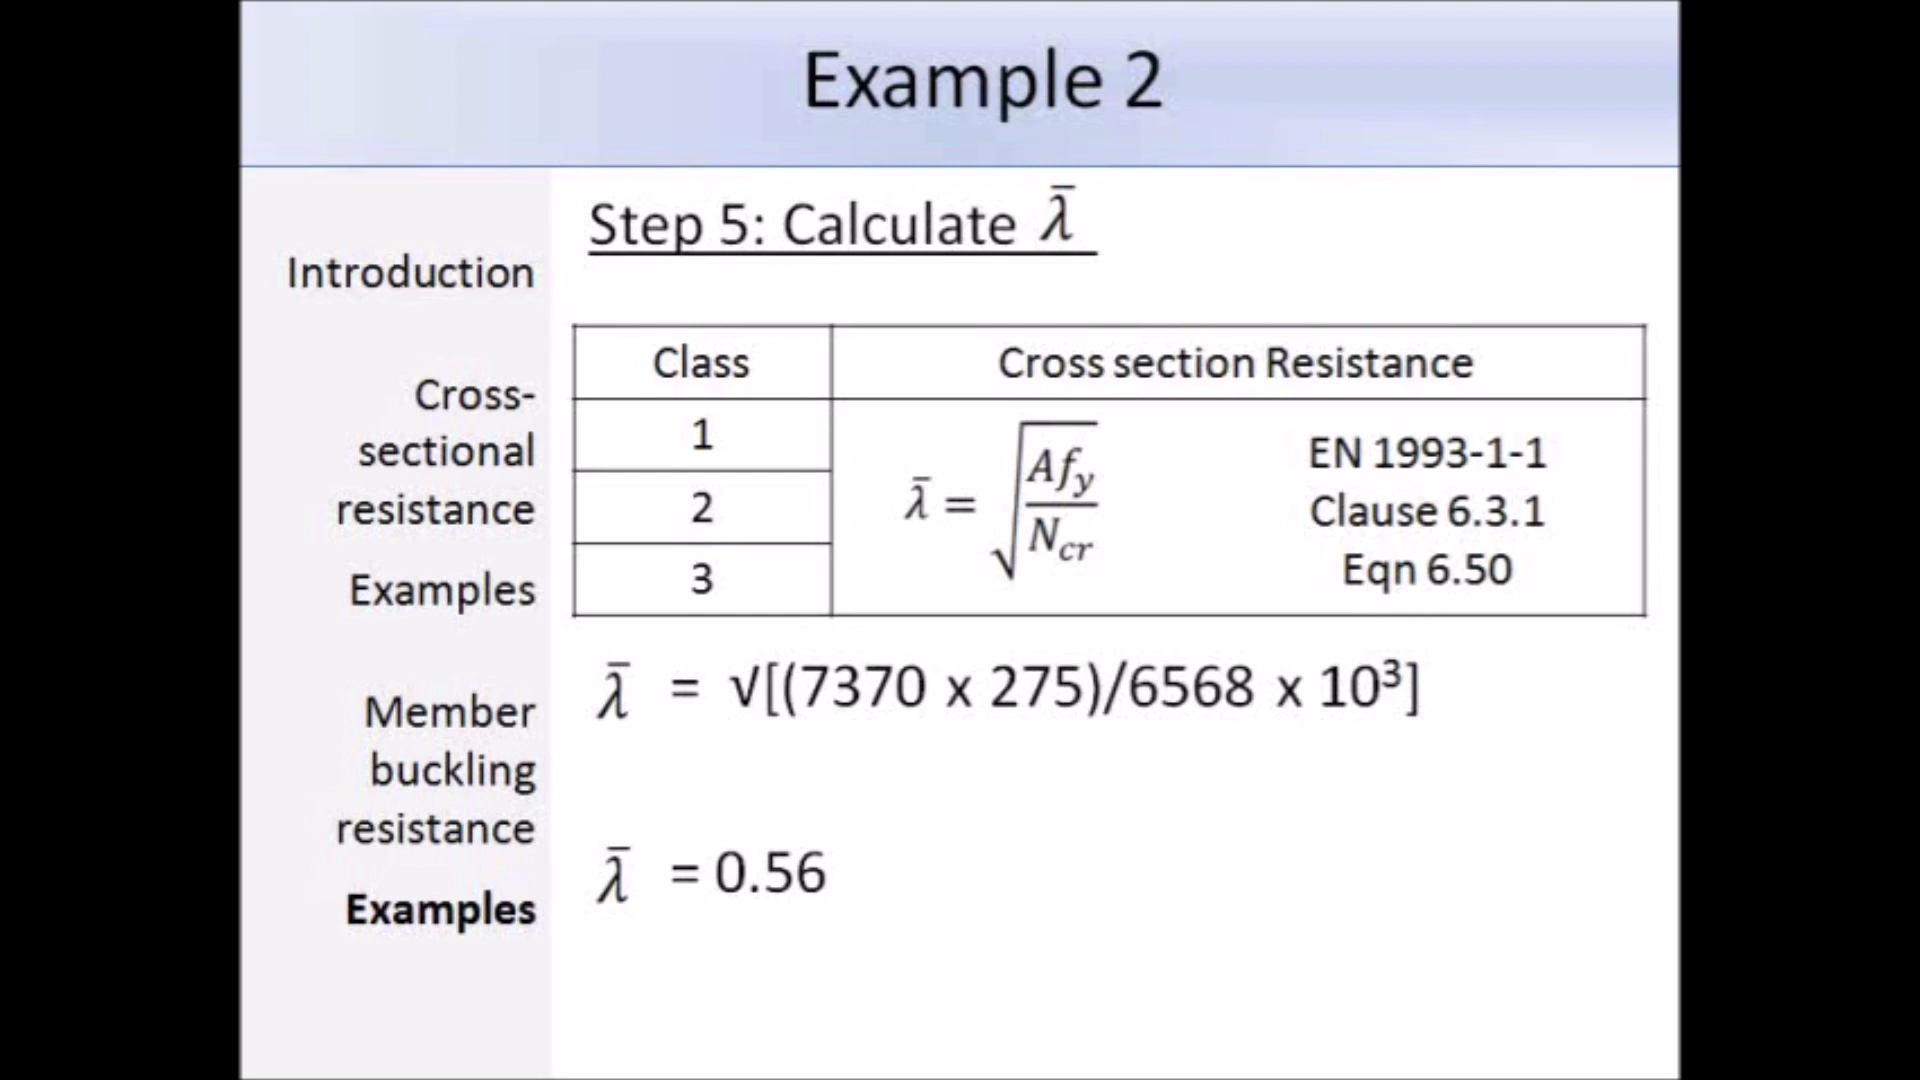 Example 2
Introduction
Cross-
sectional
resistance
Examples
Member
buckling
resistance
Examples
Step 5: Calculate λ̄
Class
Cross section Resistance
1
2
3
λ̄ = √(Af_y / N_cr)
EN 1993-1-1
Clause 6.3.1
Eqn 6.50
λ̄ = √[(7370 x 275)/6568 x 10³]
λ̄ = 0.56